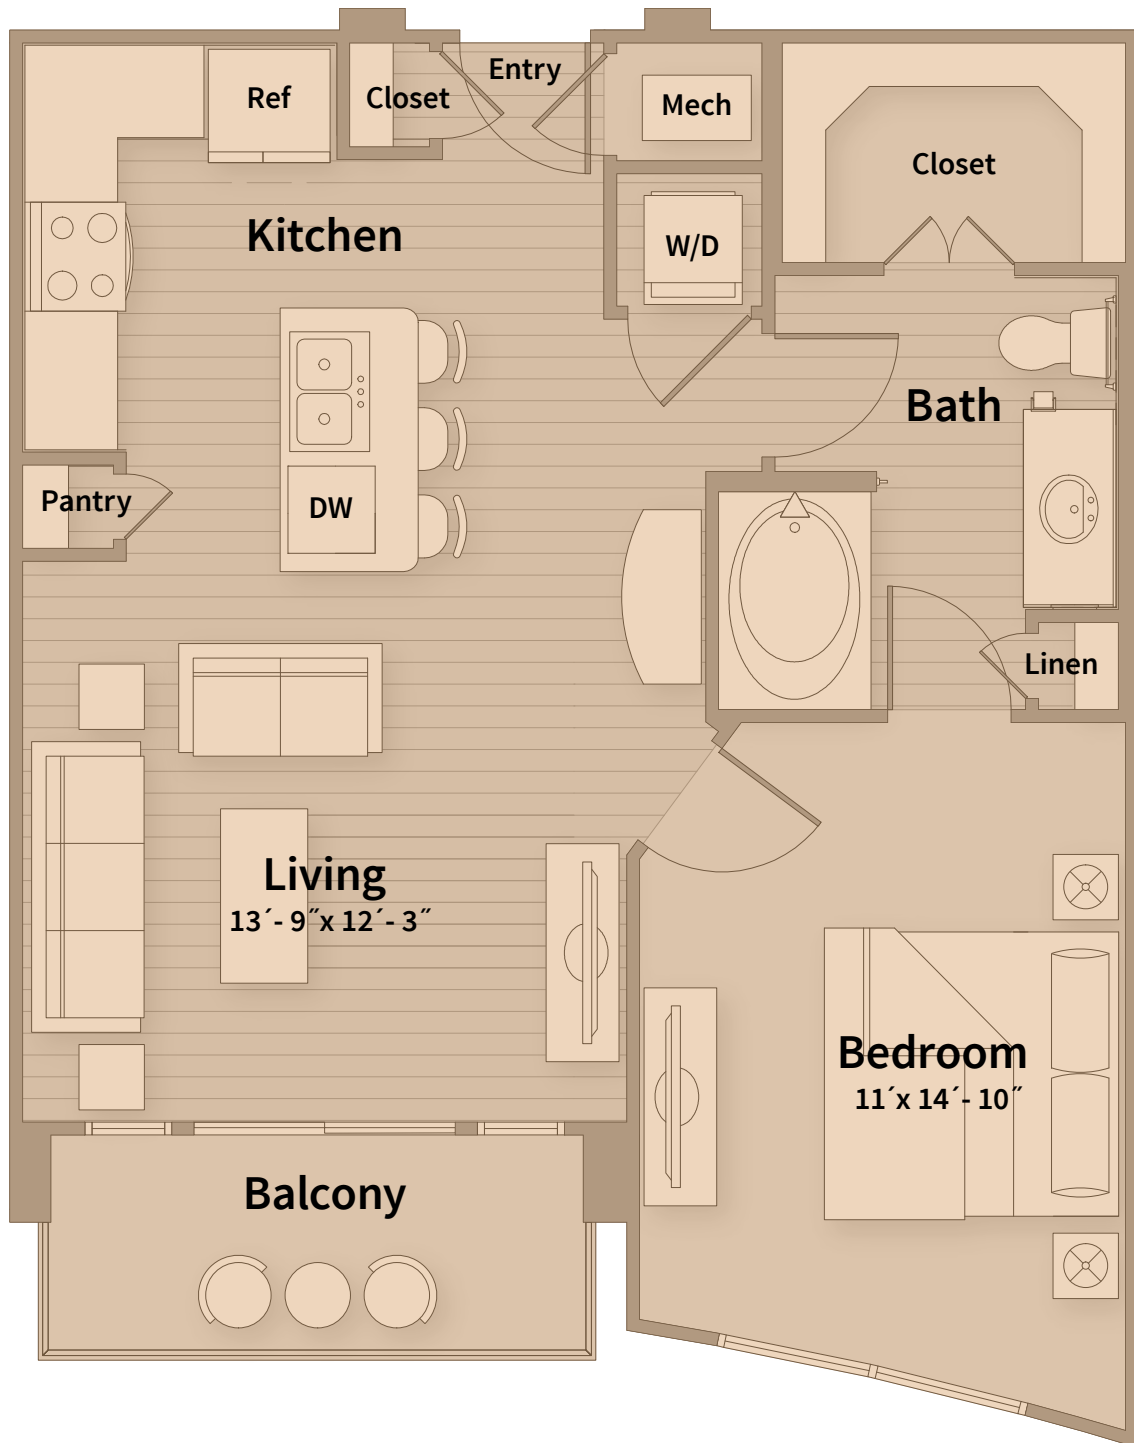 Entry
Ref
Closet
Mech
Closet
Kitchen
W/D
Bath
Pantry
DW
Linen
Living
13´- 9˝x 12´- 3˝
Bedroom
11´x 14´- 10˝
Balcony